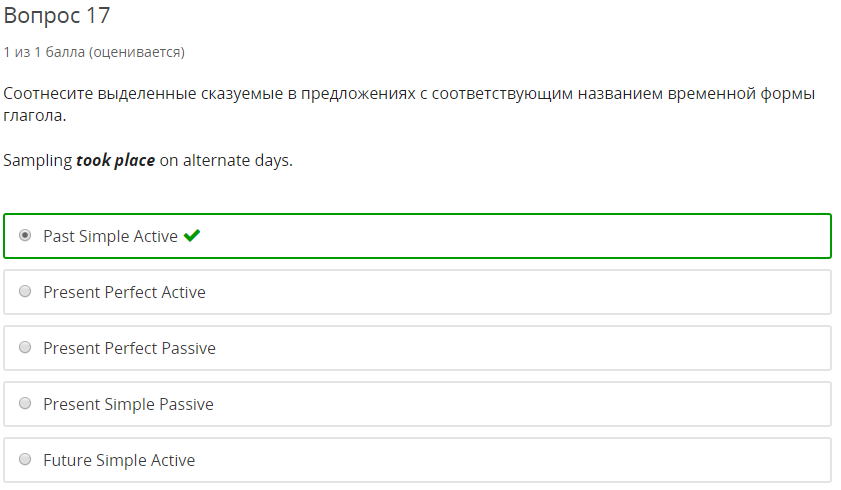 Вопрос 17
1 из 1 балла (оценивается)
Соотнесите выделенные сказуемые в предложениях с соответствующим названием временной формы
глагола.
Sampling took place on alternate days.
Past Simple Active
Present Perfect Active
Present Perfect Passive
Present Simple Passive
Future Simple Active